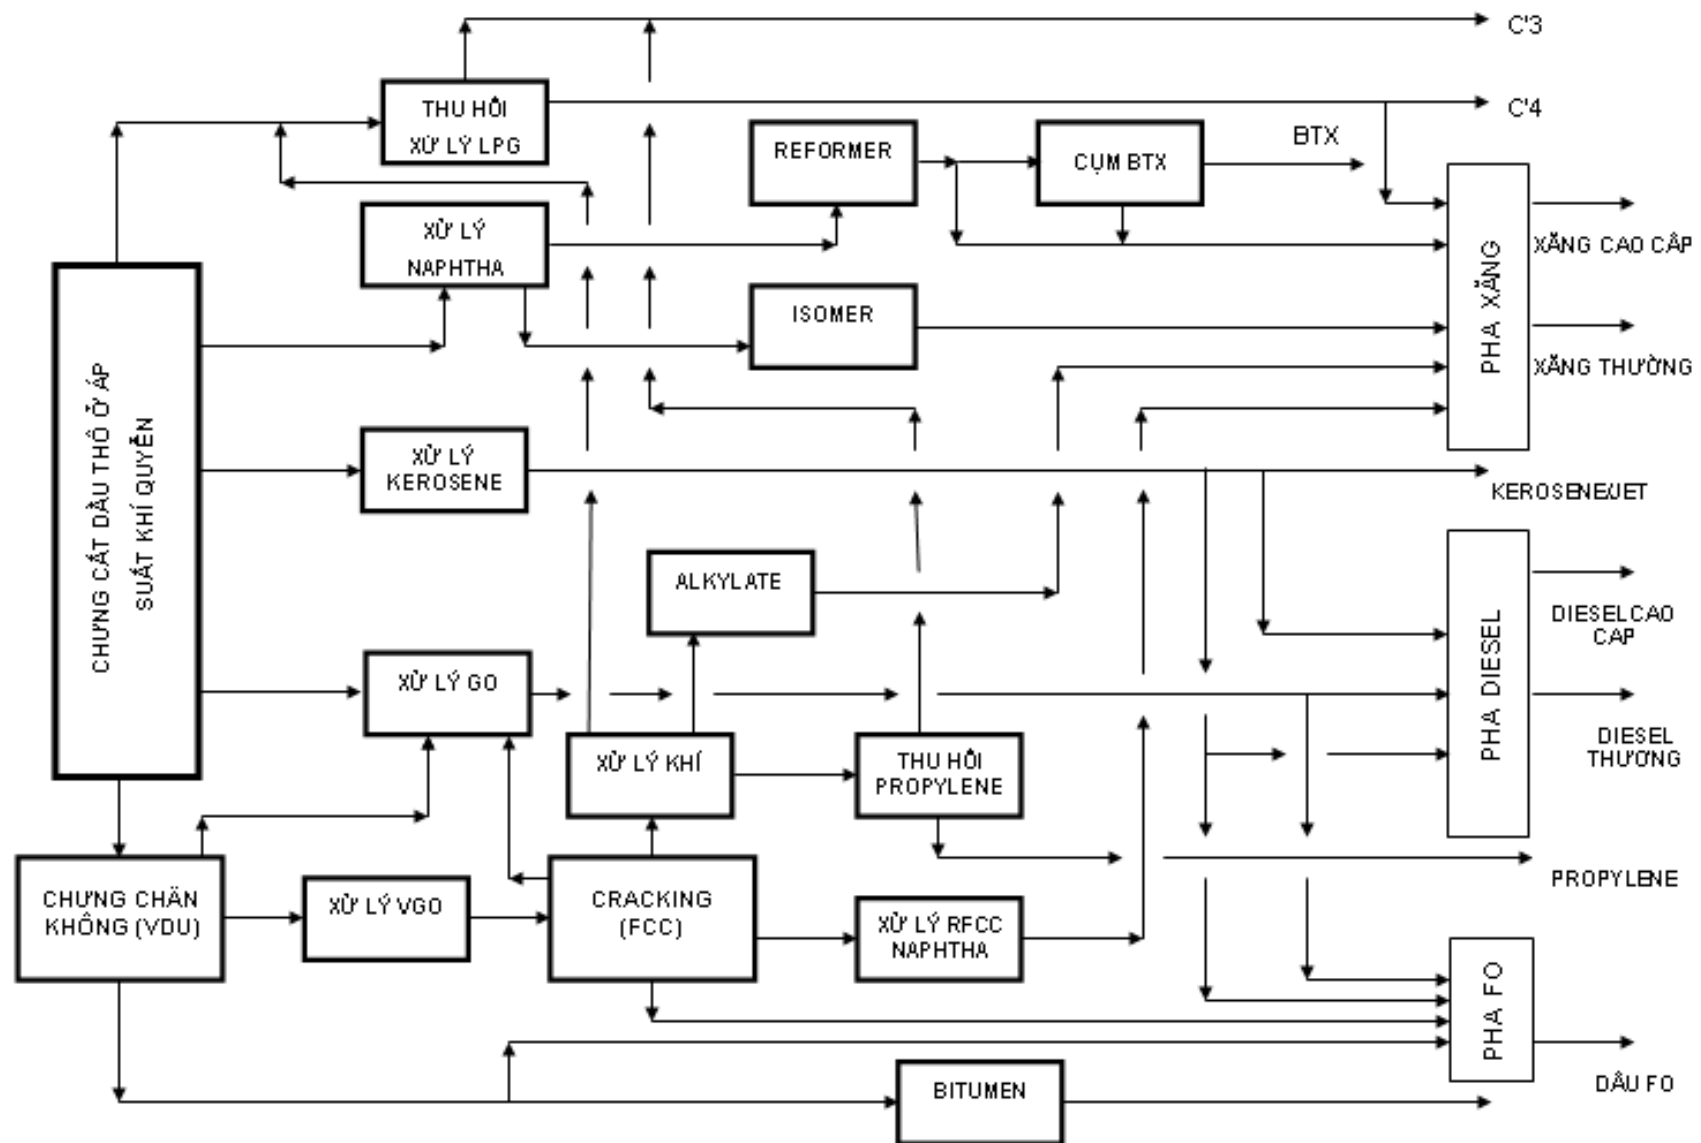 C'3
THU HỒI
XỬ LÝ LPG
C'4
REFORMER
CỤM BTX
BTX
XỬ LÝ
NAPHTHA
XĂNG CAO CẤP
ISOMER
PHA XĂNG
XĂNG THƯỜNG
CHƯNG CẤT DẦU THÔ Ở ÁP
SUẤT KHÍ QUYỂN
XỬ LÝ
KEROSENE
KEROSENE/JET
ALKYLATE
DIESEL CAO
CAP
PHA DIESEL
XỬ LÝ GO
DIESEL
THƯƠNG
XỬ LÝ KHÍ
THU HỒI
PROPYLENE
PROPYLENE
CHƯNG CHÂN
KHÔNG (VDU)
XỬ LÝ VGO
CRACKING
(FCC)
XỬ LÝ RFCC
NAPHTHA
PHA FO
DẦU FO
BITUMEN